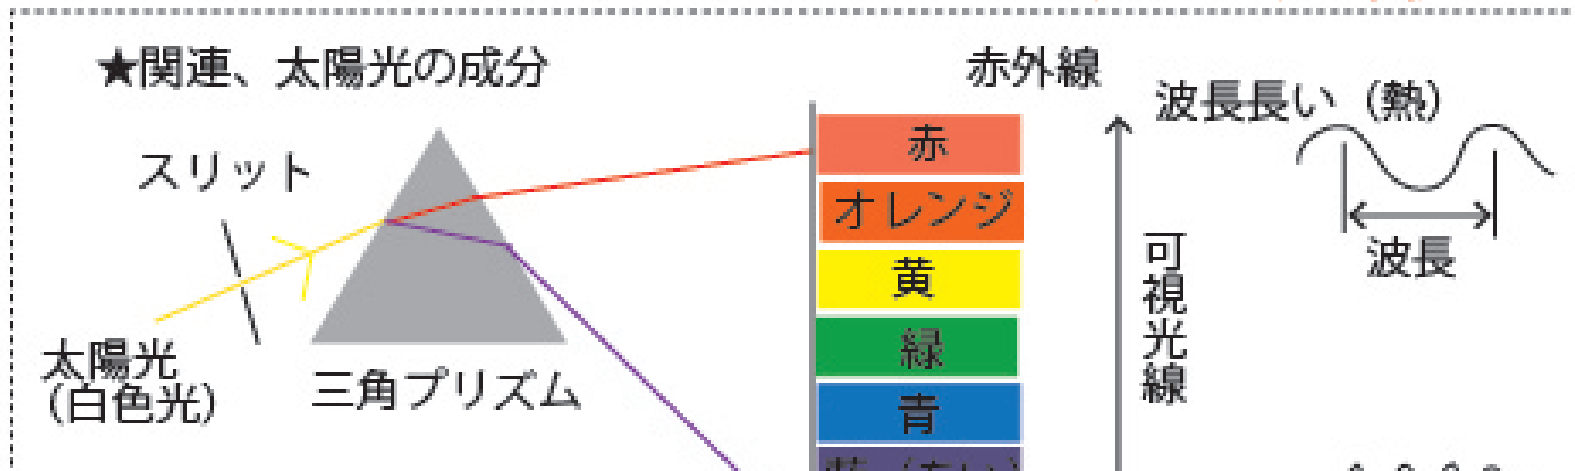 ★関連、太陽光の成分
スリット
太陽光
（白色光）
三角プリズム
赤外線
赤
オレンジ
黄
緑
青
可視光線
波長長い（熱）
波長